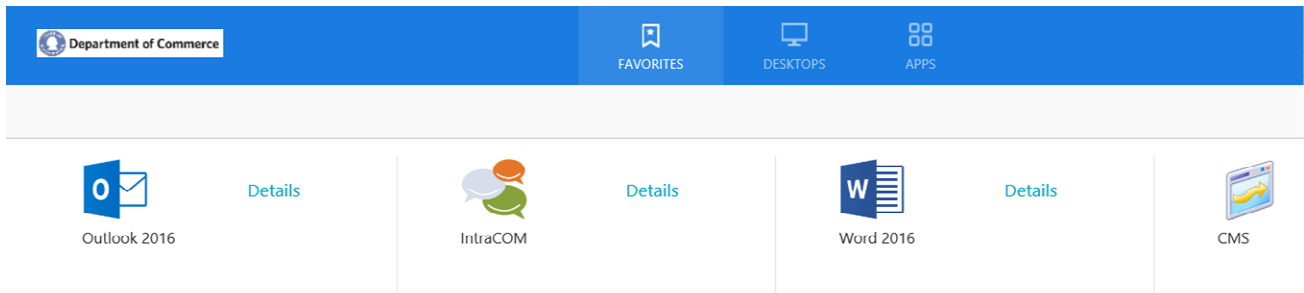 Department of Commerce
FAVORITES
DESKTOPS
APPS
Details
Details
Details
Outlook 2016
IntraCOM
Word 2016
CMS